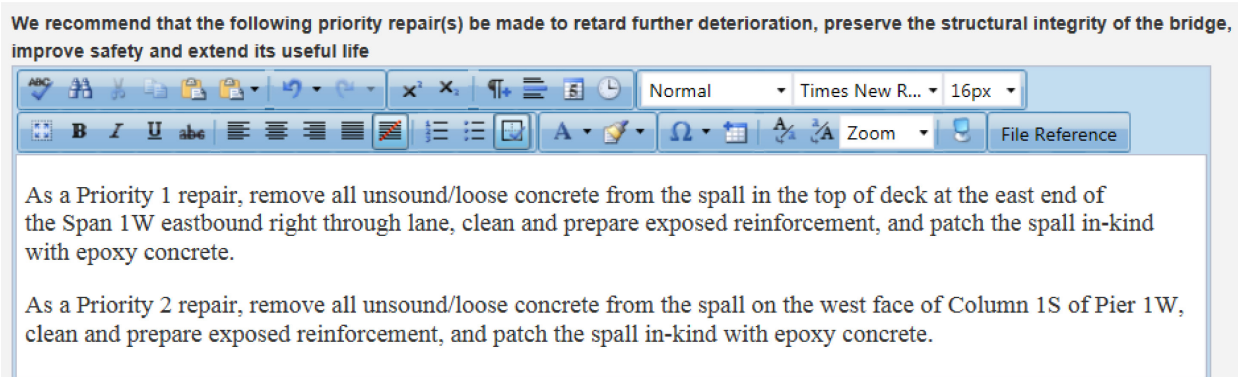 We recommend that the following priority repair(s) be made to retard further deterioration, preserve the structural integrity of the bridge,
improve safety and extend its useful life
ABC x² x₂ ¶ 5 Normal Times New R... 16px
B I U abc A Ω A a Zoom File Reference
As a Priority 1 repair, remove all unsound/loose concrete from the spall in the top of deck at the east end of
the Span 1W eastbound right through lane, clean and prepare exposed reinforcement, and patch the spall in-kind
with epoxy concrete.
As a Priority 2 repair, remove all unsound/loose concrete from the spall on the west face of Column 1S of Pier 1W,
clean and prepare exposed reinforcement, and patch the spall in-kind with epoxy concrete.